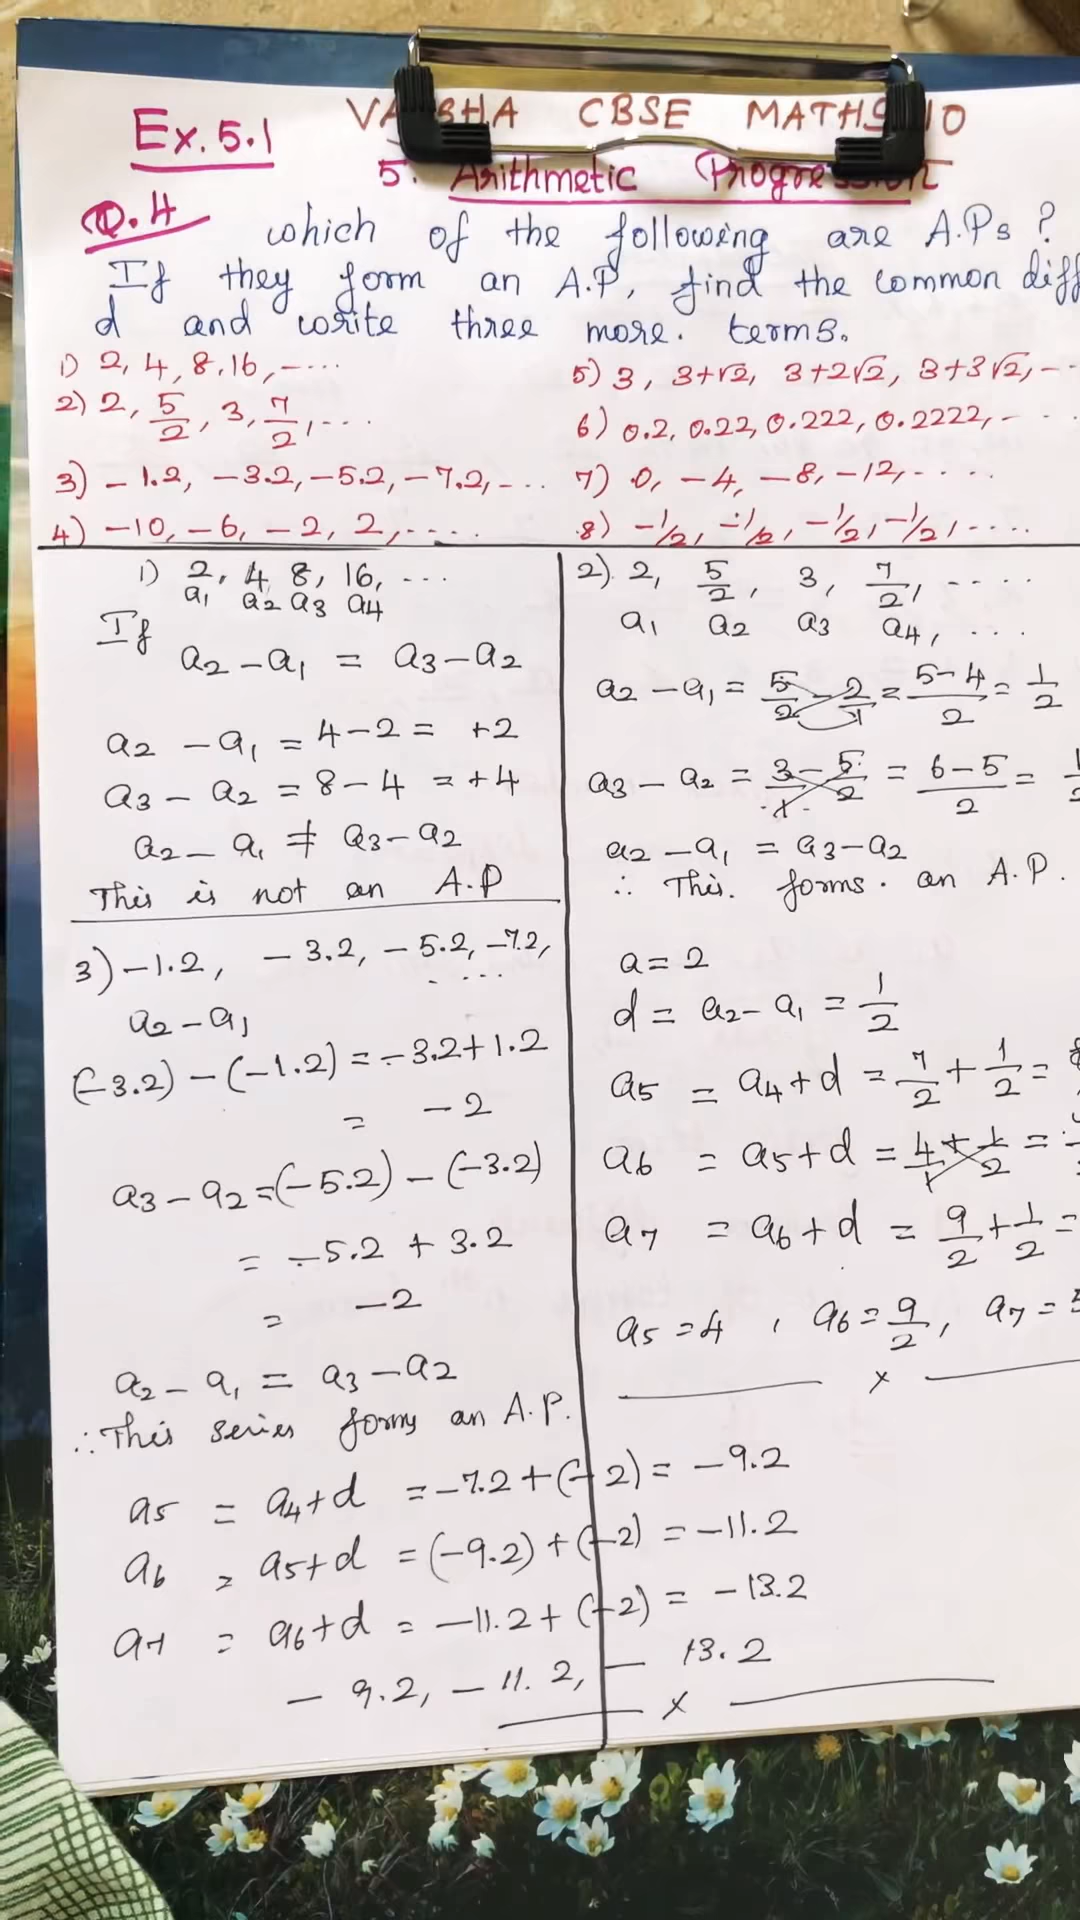 Ex. 5.1
CBSE MATHS 10
5. Arithmetic
Q.4 which of the following are A.Ps ?
If they form an A.P, find the common
d and write three more. terms.
1) 2, 4, 8, 16, ....
2) 2, 5/2, 3, 7/2, ...
3) -1.2, -3.2, -5.2, -7.2, ...
4) -10, -6, -2, 2, ....
5) 3, 3+√2, 3+2√2, 3+3√2, ...
6) 0.2, 0.22, 0.222, 0.2222, ...
7) 0, -4, -8, -12, ....
8) -1/2, -1/2, -1/2, -1/2, ....
1) 2, 4, 8, 16, ...
a1 a2 a3 a4
If
a2 - a1 = a3 - a2
a2 - a1 = 4-2 = +2
a3 - a2 = 8-4 = +4
a2 - a1 ≠ a3 - a2
This is not an A.P
2) 2, 5/2, 3, 7/2, ....
a1 a2 a3 a4, ...
a2 - a1 = 5/2 - 2/1 = 5-4/2 = 1/2
a3 - a2 = 3/1 - 5/2 = 6-5/2 =
a2 - a1 = a3 - a2
∴ This. forms. an A.P.
a = 2
d = a2 - a1 = 1/2
a5 = a4 + d = 7/2 + 1/2 =
a6 = a5 + d = 4/1 + 1/2 =
a7 = a6 + d = 9/2 + 1/2 =
a5 = 4 , a6 = 9/2, a7 =
x
3) -1.2, -3.2, -5.2, -7.2, ...
a2 - a1
(-3.2) - (-1.2) = -3.2 + 1.2
= -2
a3 - a2 = (-5.2) - (-3.2)
= -5.2 + 3.2
= -2
a2 - a1 = a3 - a2
∴ This series forms an A.P.
a5 = a4 + d = -7.2 + (-2) = -9.2
a6 = a5 + d = (-9.2) + (-2) = -11.2
a7 = a6 + d = -11.2 + (-2) = -13.2
- 9.2, - 11.2, - 13.2
x